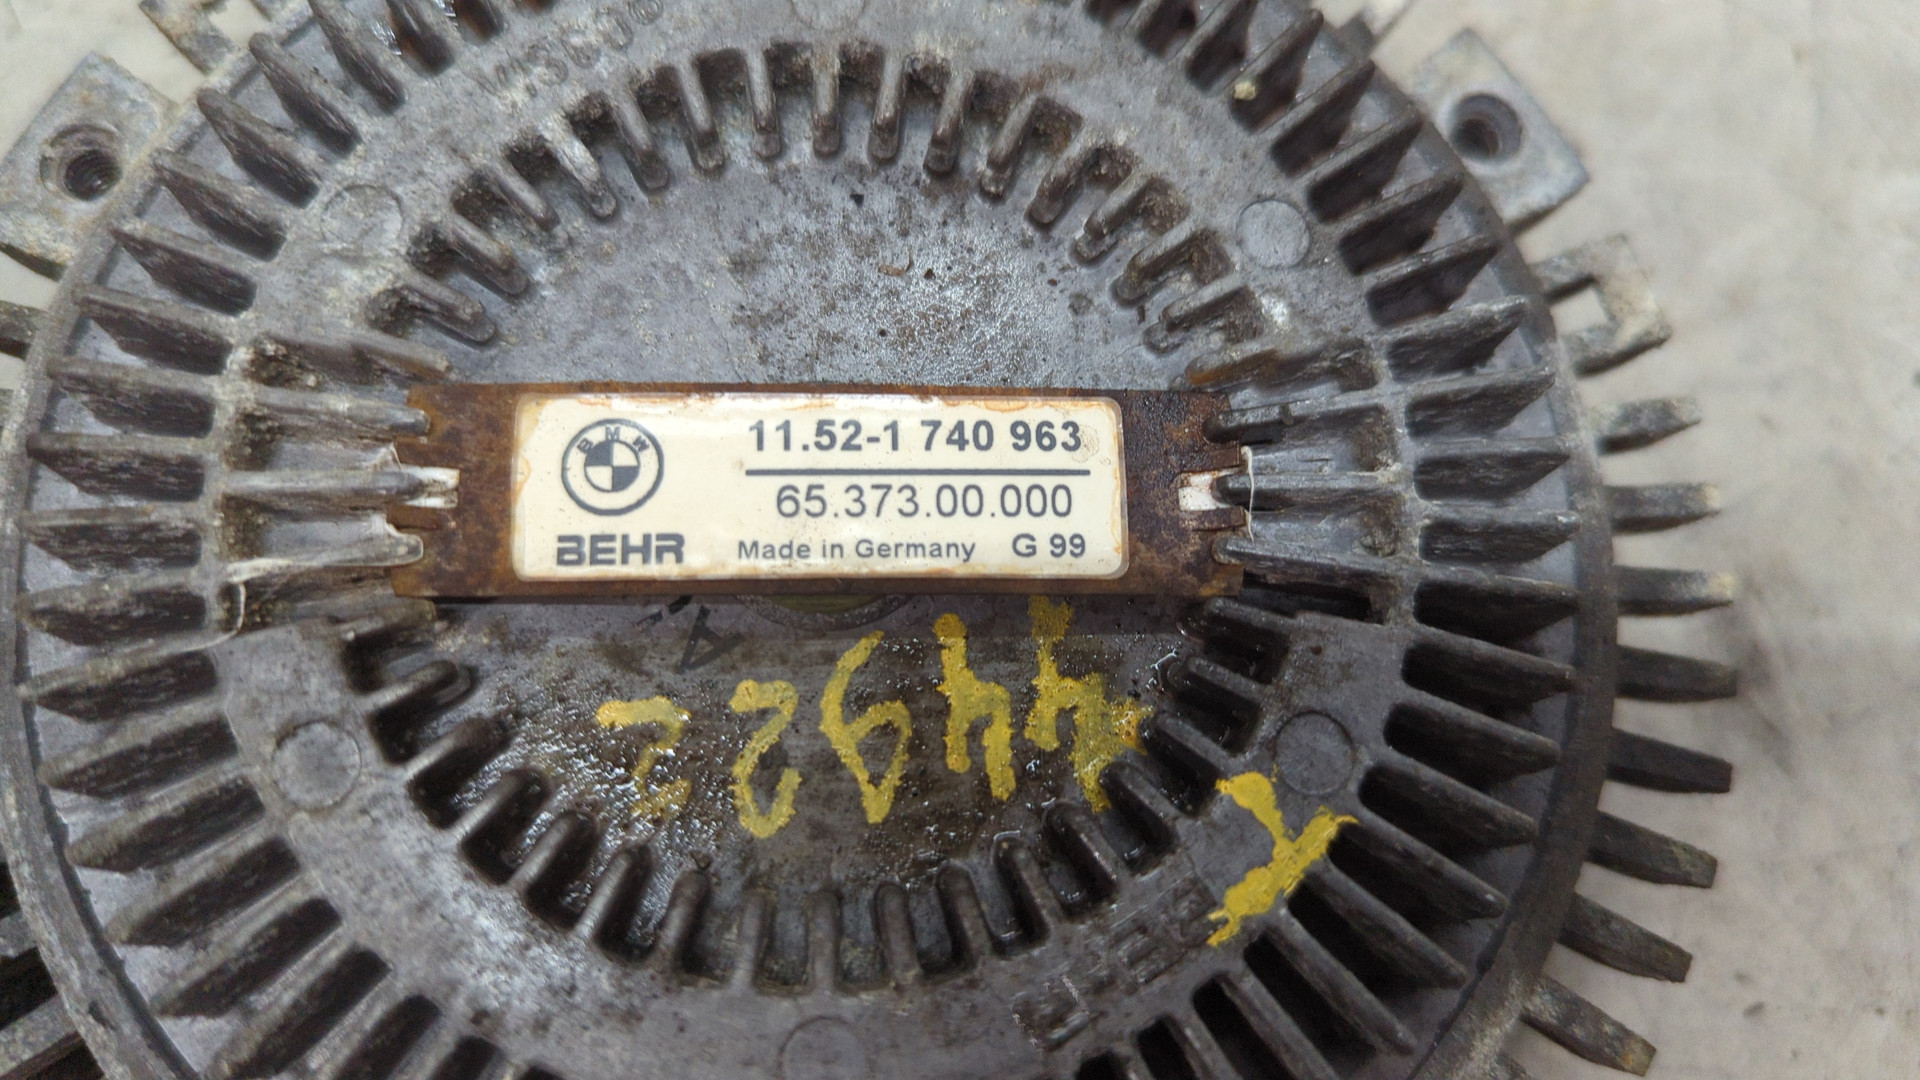 BMW
11.52-1 740 963
65.373.00.000
BEHR Made in Germany G 99
A
44922
Y